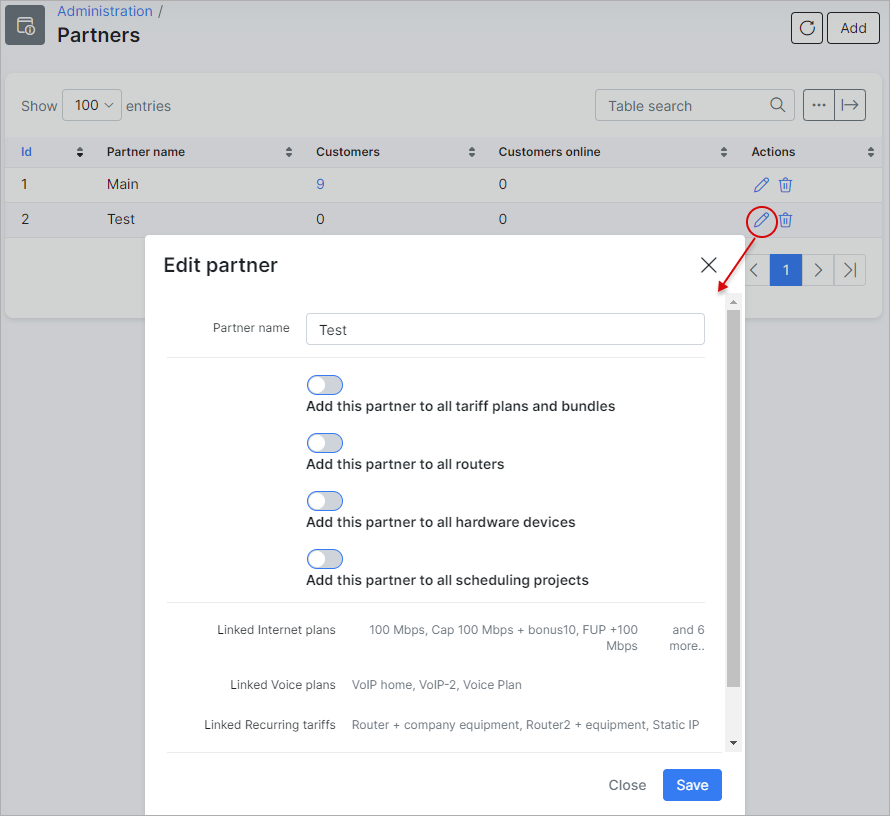 Administration /
Partners
Add
Show 100 entries
Table search
Id Partner name Customers Customers online Actions
1 Main 9 0
2 Test 0 0
1
Edit partner
Partner name Test
Add this partner to all tariff plans and bundles
Add this partner to all routers
Add this partner to all hardware devices
Add this partner to all scheduling projects
Linked Internet plans 100 Mbps, Cap 100 Mbps + bonus10, FUP +100 and 6
Mbps more..
Linked Voice plans VoIP home, VoIP-2, Voice Plan
Linked Recurring tariffs Router + company equipment, Router2 + equipment, Static IP
Close Save